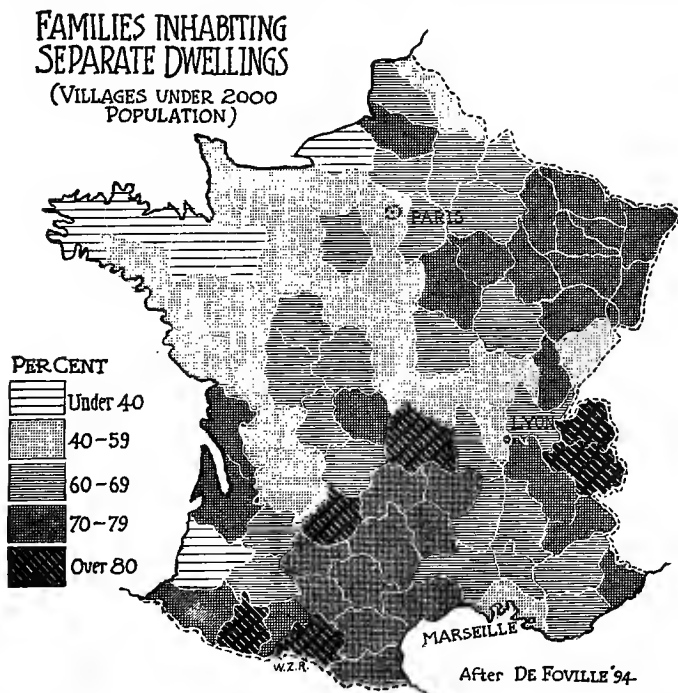 FAMILIES INHABITING
SEPARATE DWELLINGS
(VILLAGES UNDER 2000
POPULATION)
PARIS
PER CENT
Under 40
40-59
60-69
70-79
Over 80
LYON
MARSEILLE
W.Z.R.
After DE FOVILLE '94